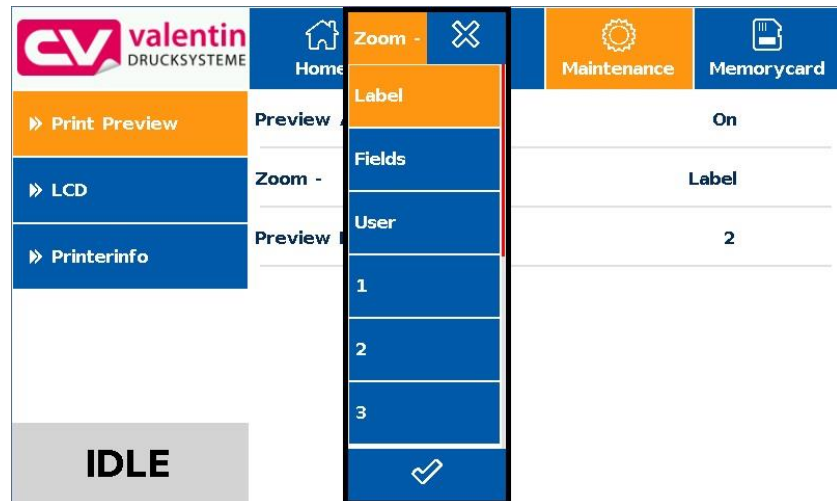 CV valentin
DRUCKSYSTEME
Home
Zoom -
Maintenance
Memorycard
Print Preview
LCD
Printerinfo
Preview
On
Zoom -
Label
Preview
2
Label
Fields
User
1
2
3
IDLE